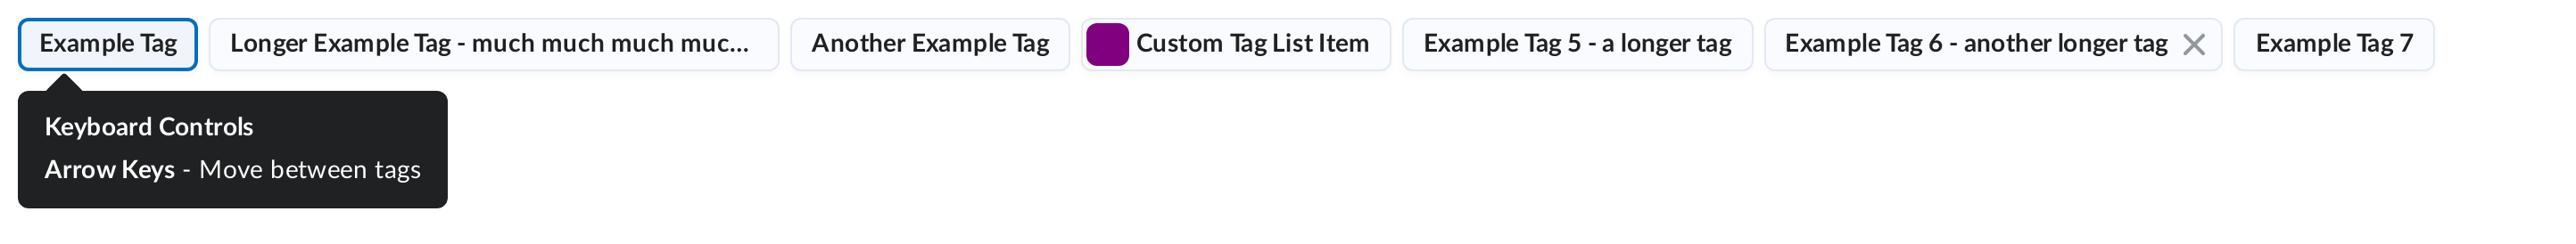 Example Tag Longer Example Tag - much much much muc... Another Example Tag Custom Tag List Item Example Tag 5 - a longer tag Example Tag 6 - another longer tag Example Tag 7
Keyboard Controls
Arrow Keys - Move between tags